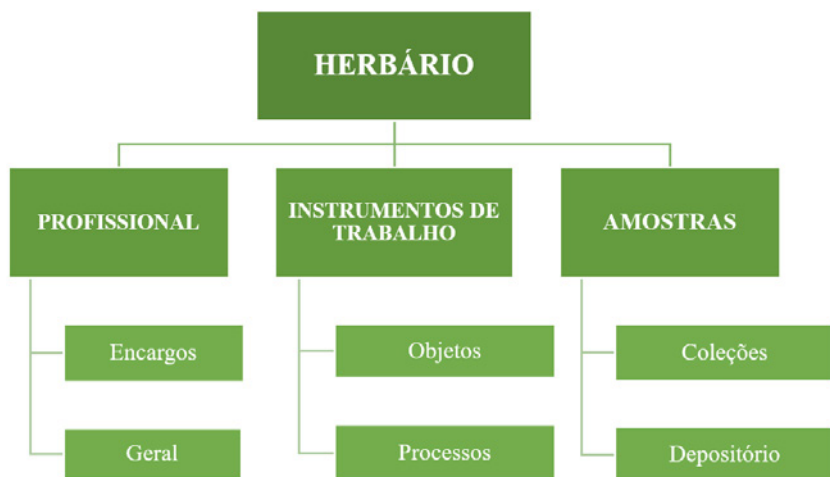 HERBÁRIO
PROFISSIONAL
INSTRUMENTOS DE
TRABALHO
AMOSTRAS
Encargos
Objetos
Coleções
Geral
Processos
Depositório